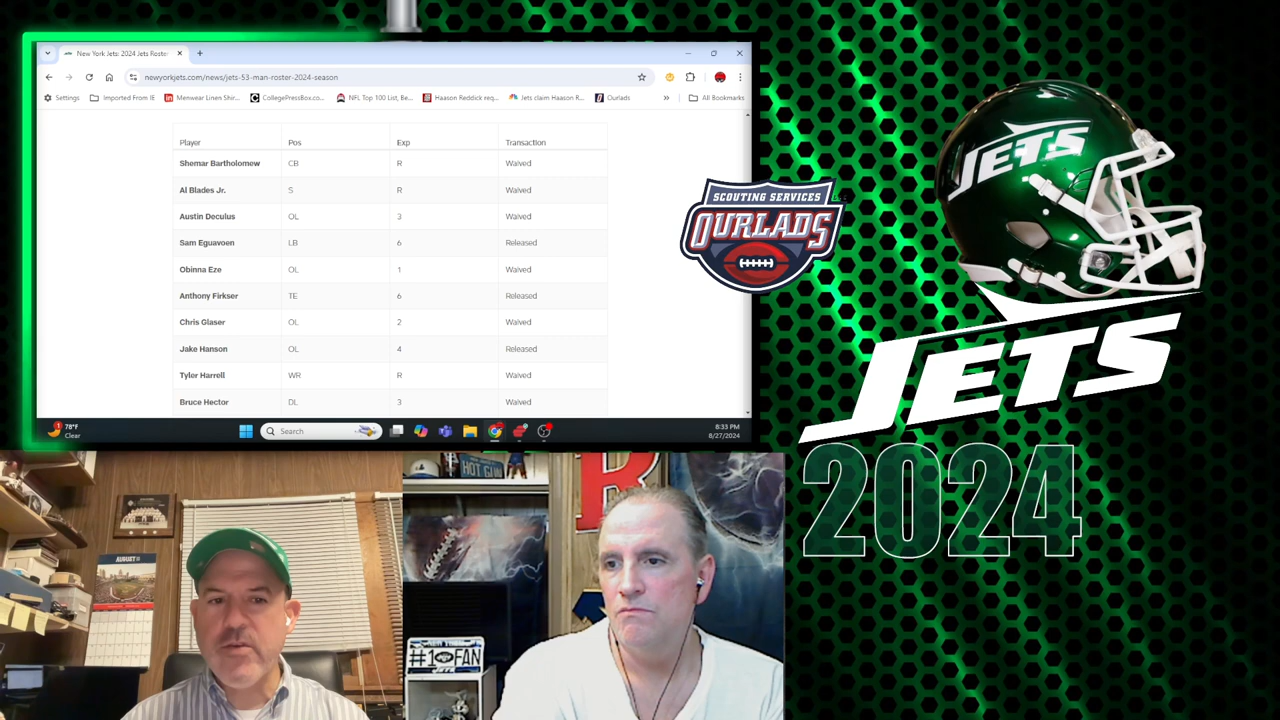 New York Jets: 2024 Jets Roste
newyorkjets.com/news/jets-53-man-roster-2024-season
Settings Imported From IE Menwear Linen Shir... CollegePressBox.co... NFL Top 100 List, Be... Haason Reddick req... Jets claim Haason R... Ourlads » All Bookmarks
Player Pos Exp Transaction
Shemar Bartholomew CB R Waived
Al Blades Jr. S R Waived
Austin Deculus OL 3 Waived
Sam Eguavoen LB 6 Released
Obinna Eze OL 1 Waived
Anthony Firkser TE 6 Released
Chris Glaser OL 2 Waived
Jake Hanson OL 4 Released
Tyler Harrell WR R Waived
Bruce Hector DL 3 Waived
1
78°F
Clear
Search
8:33 PM
8/27/2024
SCOUTING SERVICES
OURLADS
JETS
JETS
2024
AUGUST
HOT
R
#1 FAN